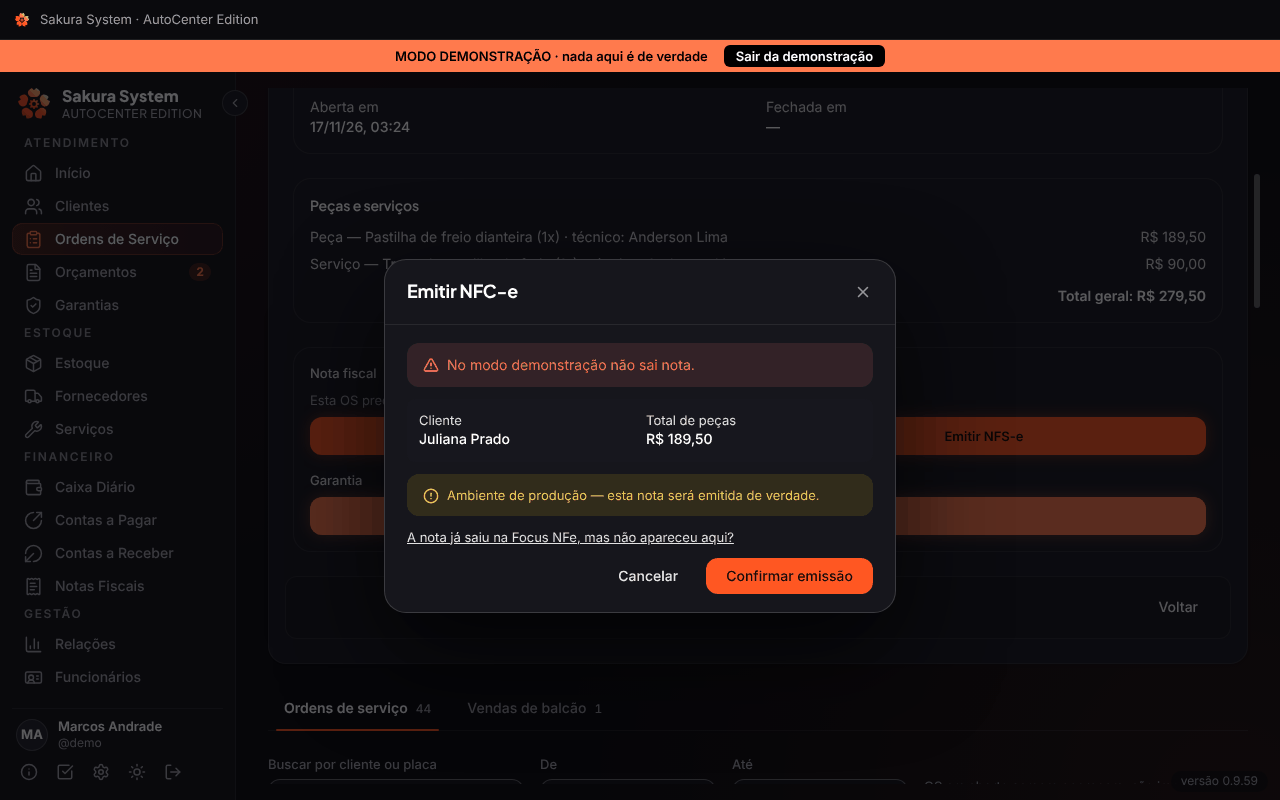 Sakura System · AutoCenter Edition
MODO DEMONSTRAÇÃO · nada aqui é de verdade
Sair da demonstração
Sakura System
AUTOCENTER EDITION
ATENDIMENTO
Início
Clientes
Ordens de Serviço
Orçamentos 2
Garantias
ESTOQUE
Estoque
Fornecedores
Serviços
FINANCEIRO
Caixa Diário
Contas a Pagar
Contas a Receber
Notas Fiscais
GESTÃO
Relações
Funcionários
MA
Marcos Andrade
@demo
Aberta em
17/11/26, 03:24
Fechada em
—
Peças e serviços
Peça — Pastilha de freio dianteira (1x) · técnico: Anderson Lima R$ 189,50
Serviço — R$ 90,00
Total geral: R$ 279,50
Nota fiscal
Esta OS
Emitir NFS-e
Garantia
Voltar
Emitir NFC-e
No modo demonstração não sai nota.
Cliente
Juliana Prado
Total de peças
R$ 189,50
Ambiente de produção — esta nota será emitida de verdade.
A nota já saiu na Focus NFe, mas não apareceu aqui?
Cancelar
Confirmar emissão
Ordens de serviço 44
Vendas de balcão 1
Buscar por cliente ou placa
De
Até
versão 0.9.59